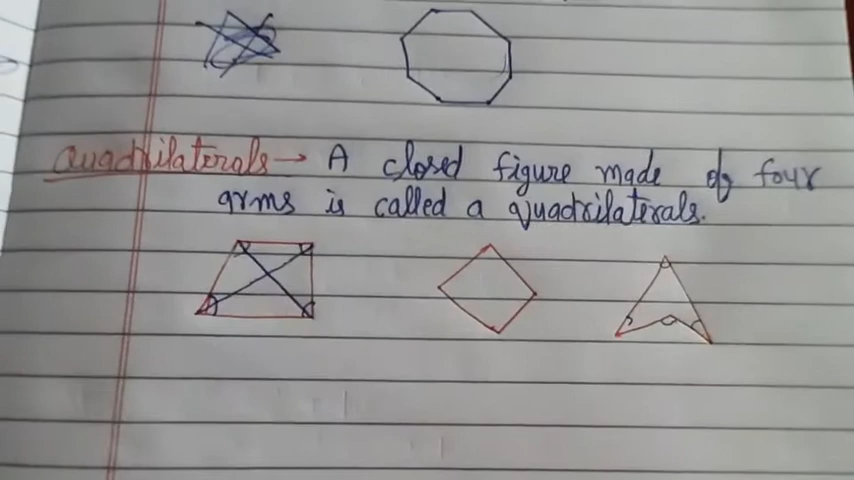 Quadrilaterals → A closed figure made of four
arms is called a quadrilaterals.